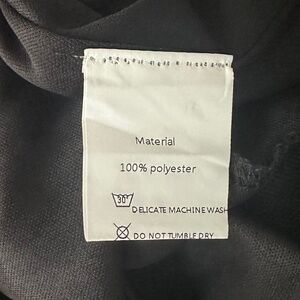 Material
100% polyester
30° DELICATE MACHINE WASH
DO NOT TUMBLE DRY